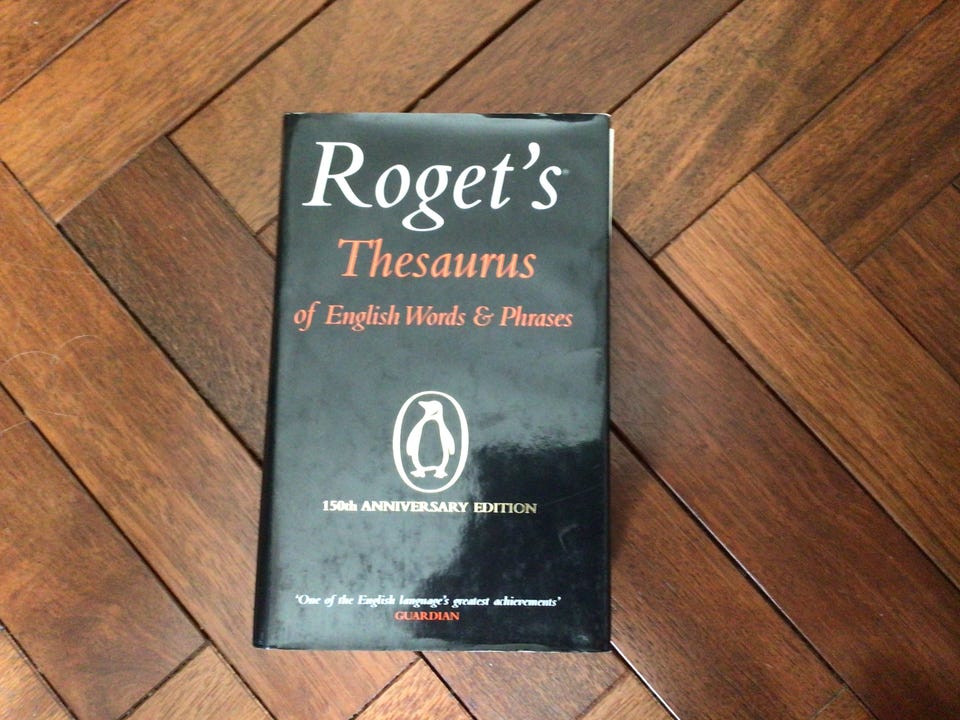 Roget's®
Thesaurus
of English Words & Phrases
150th ANNIVERSARY EDITION
'One of the English language's greatest achievements'
GUARDIAN